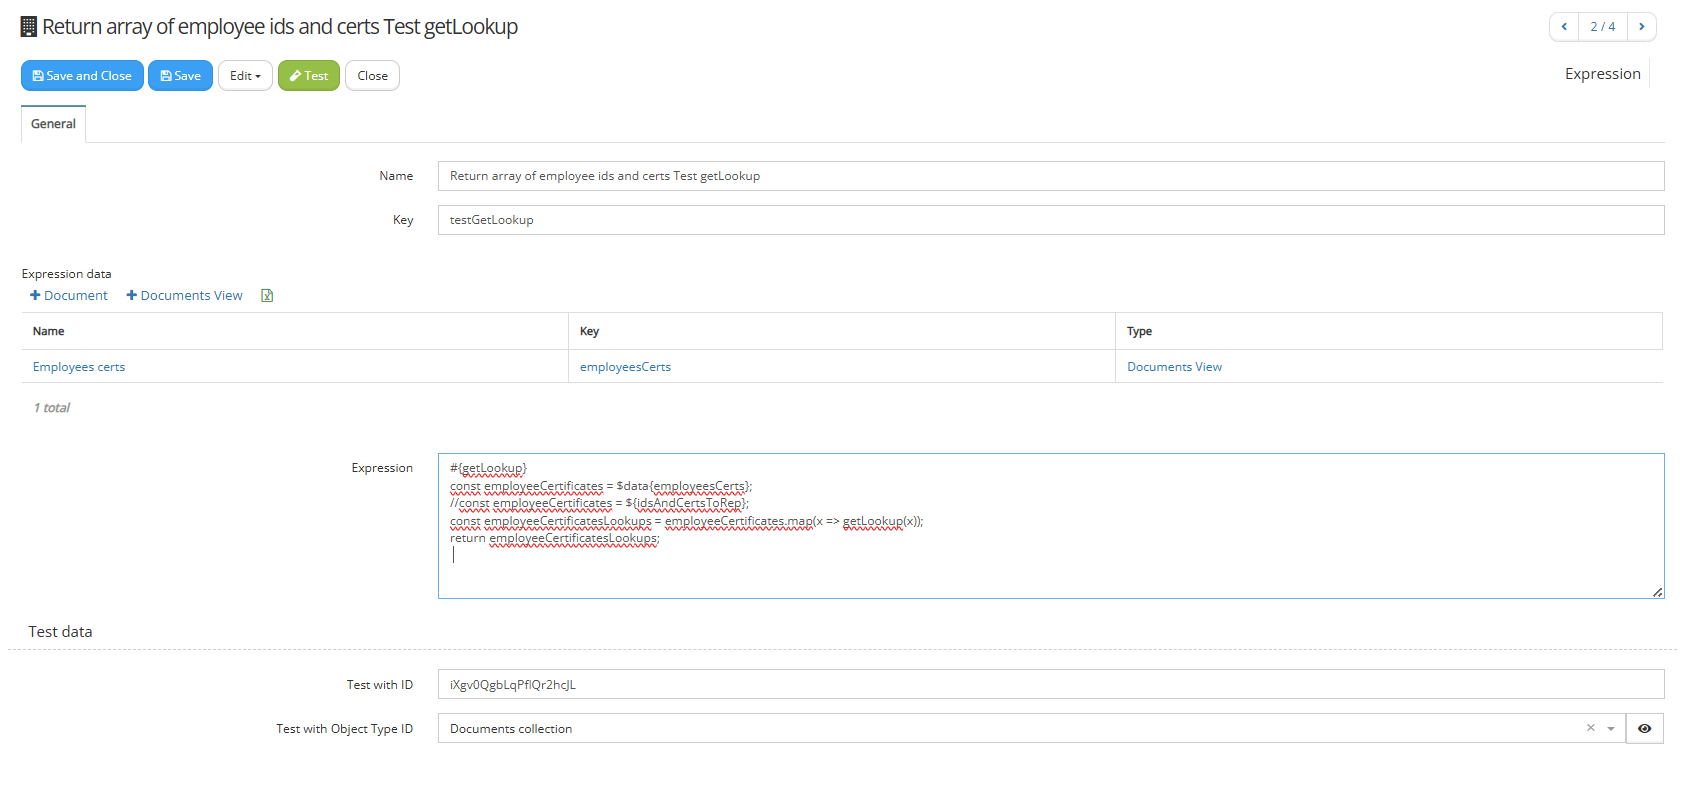 Return array of employee ids and certs Test getLookup
2 / 4
Save and Close
Save
Edit
Test
Close
Expression
General
Name
Return array of employee ids and certs Test getLookup
Key
testGetLookup
Expression data
Document
Documents View
Name
Key
Type
Employees certs
employeesCerts
Documents View
1 total
Expression
#{getLookup}
const employeeCertificates = $data{employeesCerts};
//const employeeCertificates = ${idsAndCertsToRep};
const employeeCertificatesLookups = employeeCertificates.map(x => getLookup(x));
return employeeCertificatesLookups;
Test data
Test with ID
iXgv0QgbLqPflQr2hcJL
Test with Object Type ID
Documents collection